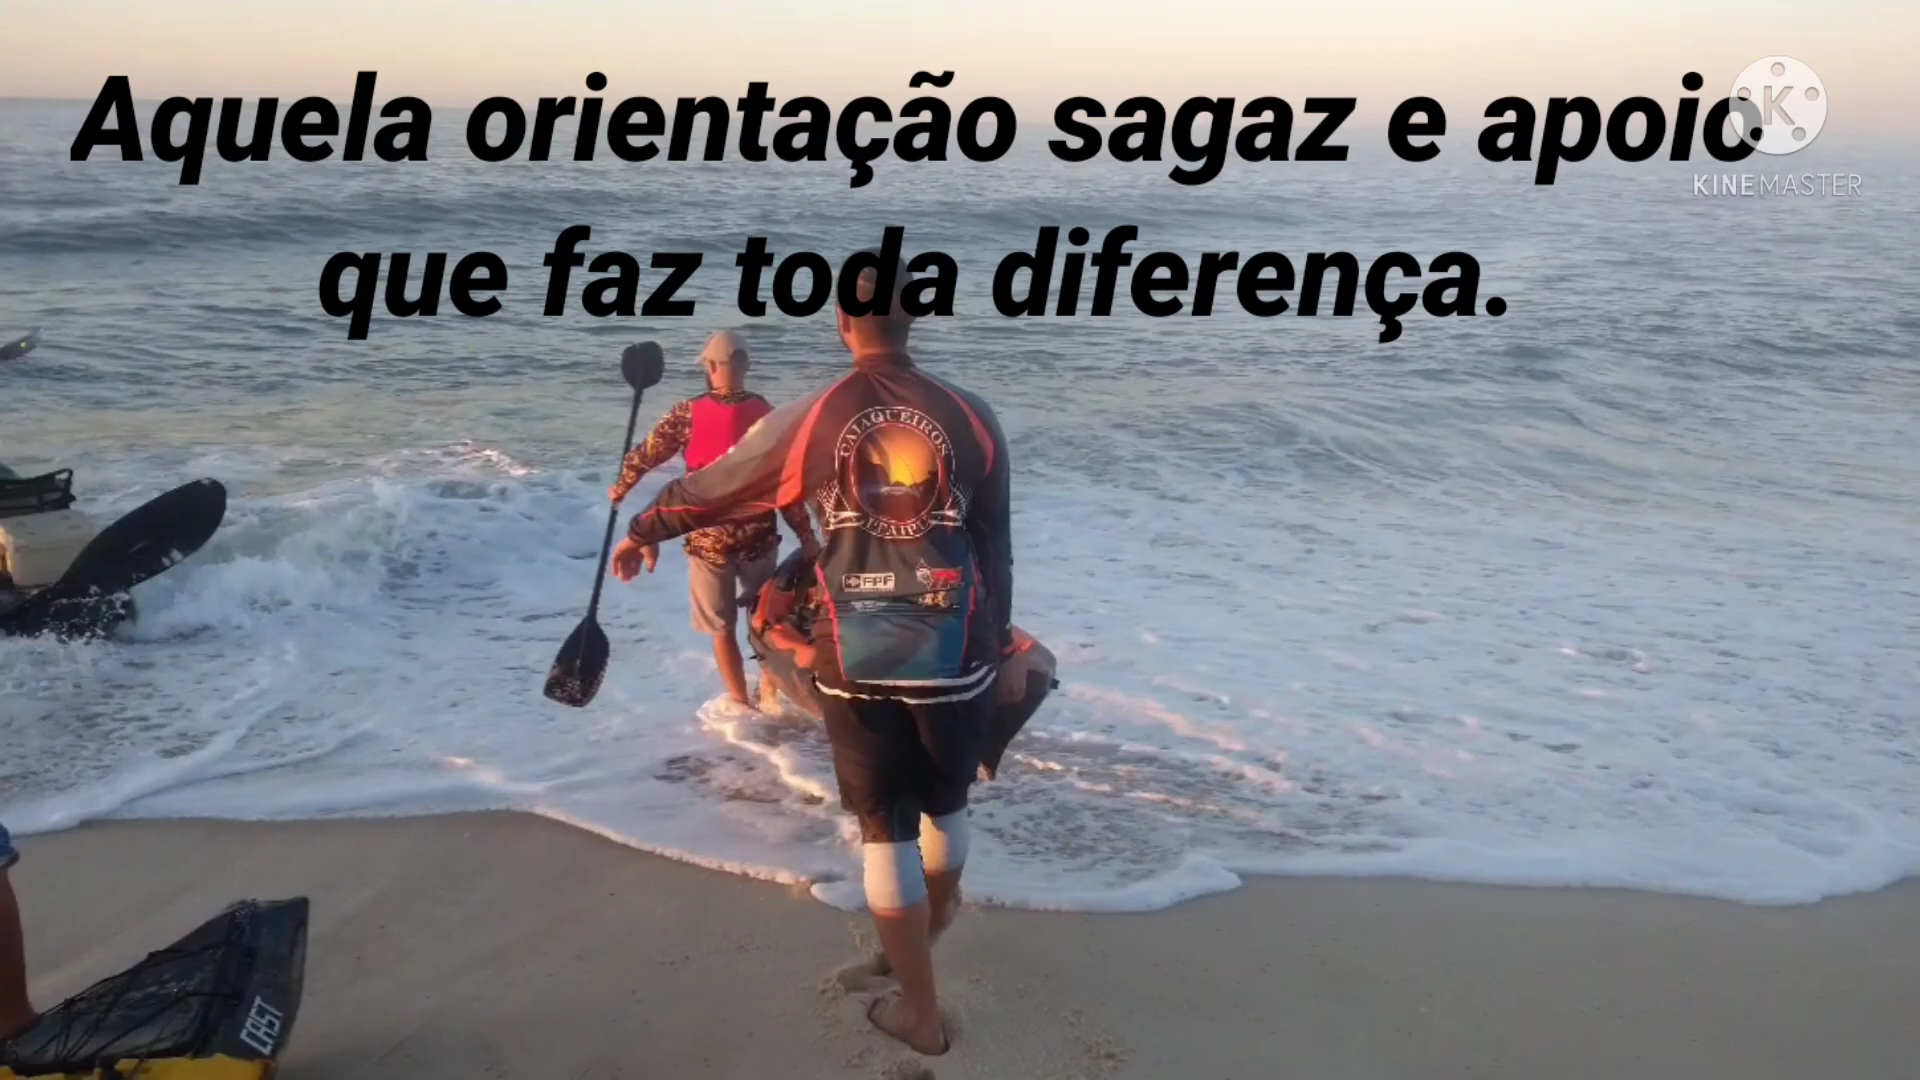 Aquela orientação sagaz e apoio
que faz toda diferença.
KINEMASTER
CAIAQUEIROS
ITAIPU
FPF
CAST